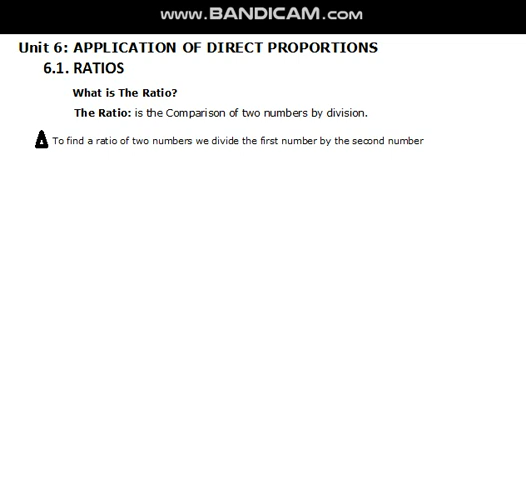 www.BANDICAM.com
Unit 6: APPLICATION OF DIRECT PROPORTIONS
6.1. RATIOS
What is The Ratio?
The Ratio: is the Comparison of two numbers by division.
To find a ratio of two numbers we divide the first number by the second number